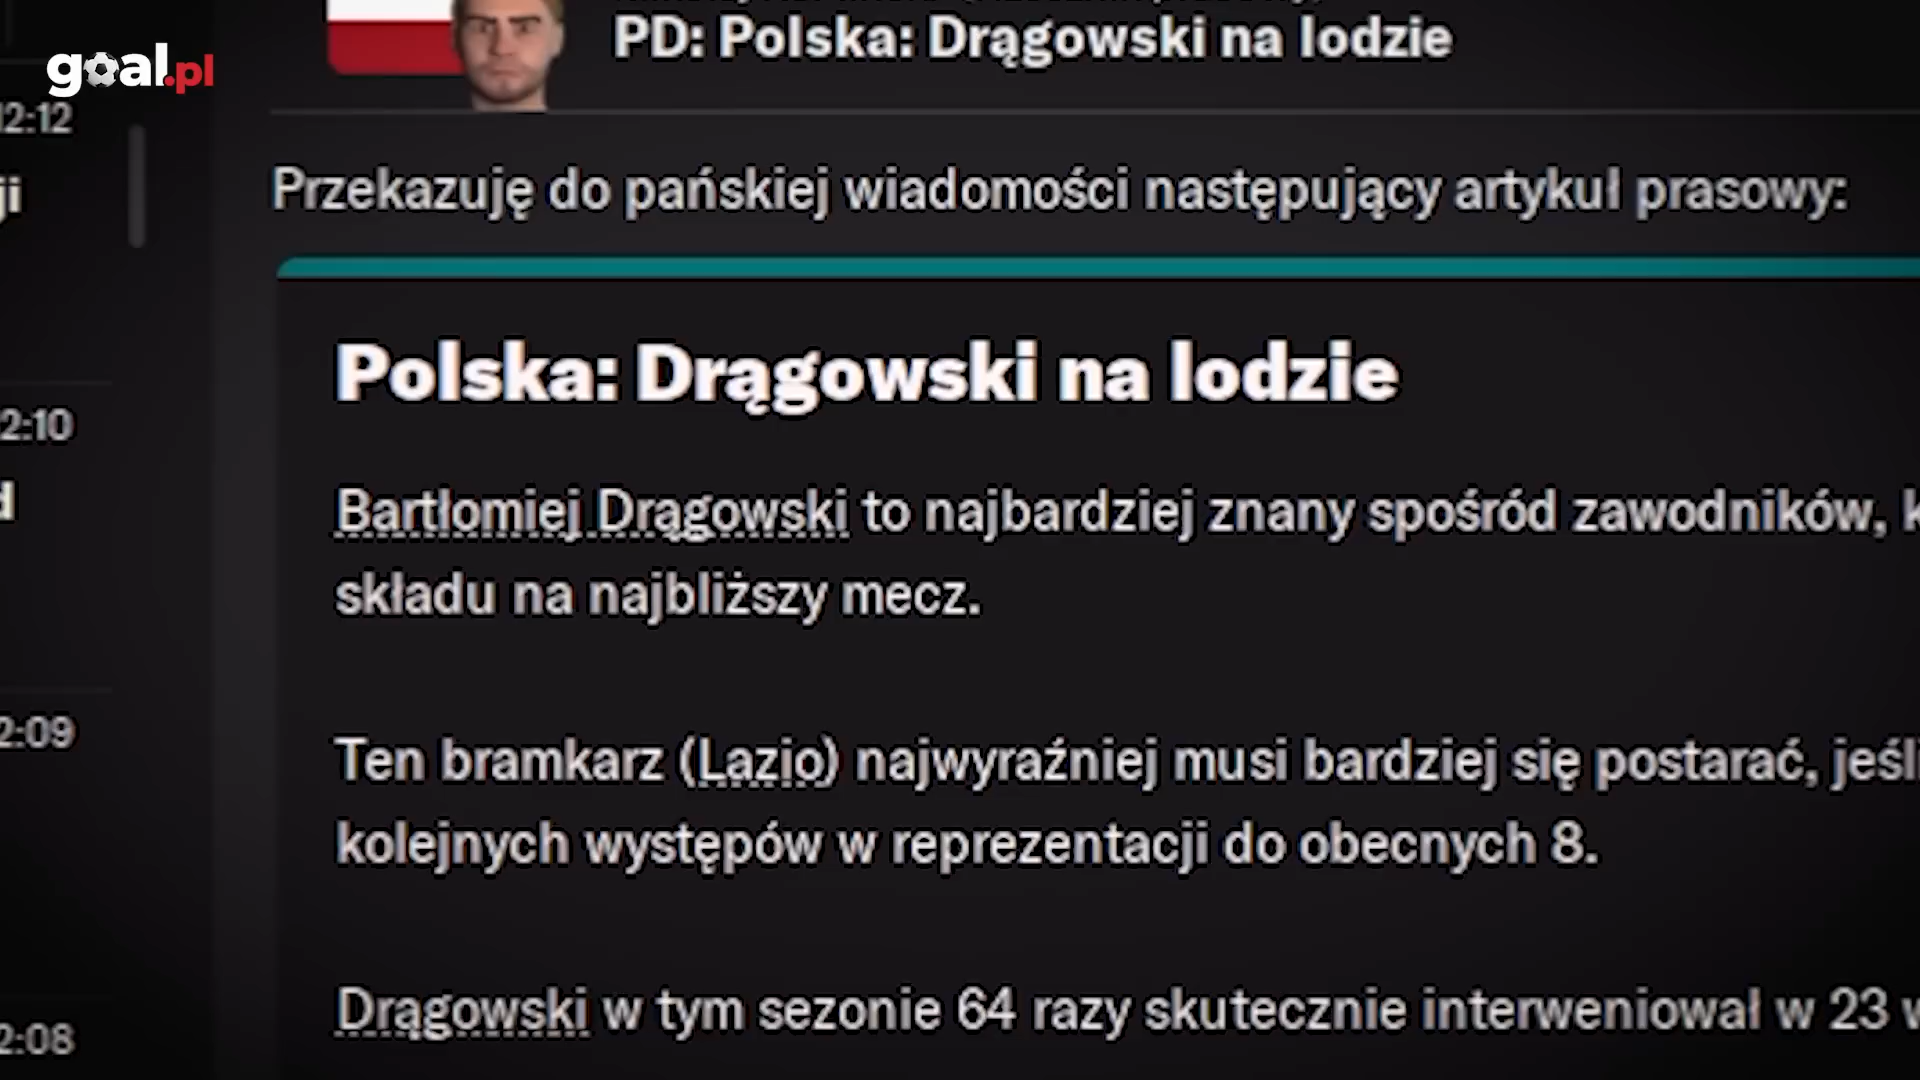 goal.pl
PD: Polska: Drągowski na lodzie
12:12
Przekazuję do pańskiej wiadomości następujący artykuł prasowy:
ji
Polska: Drągowski na lodzie
2:10
Bartłomiej Drągowski to najbardziej znany spośród zawodników, k
d
składu na najbliższy mecz.
2:09
Ten bramkarz (Lazio) najwyraźniej musi bardziej się postarać, jeśli
kolejnych występów w reprezentacji do obecnych 8.
Drągowski w tym sezonie 64 razy skutecznie interweniował w 23 w
2:08